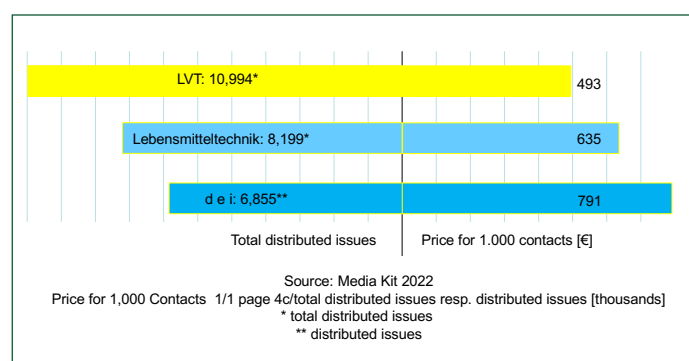 LVT: 10,994*
493
Lebensmitteltechnik: 8,199*
635
d e i: 6,855**
791
Total distributed issues
Price for 1.000 contacts [€]
Source: Media Kit 2022
Price for 1,000 Contacts 1/1 page 4c/total distributed issues resp. distributed issues [thousands]
* total distributed issues
** distributed issues